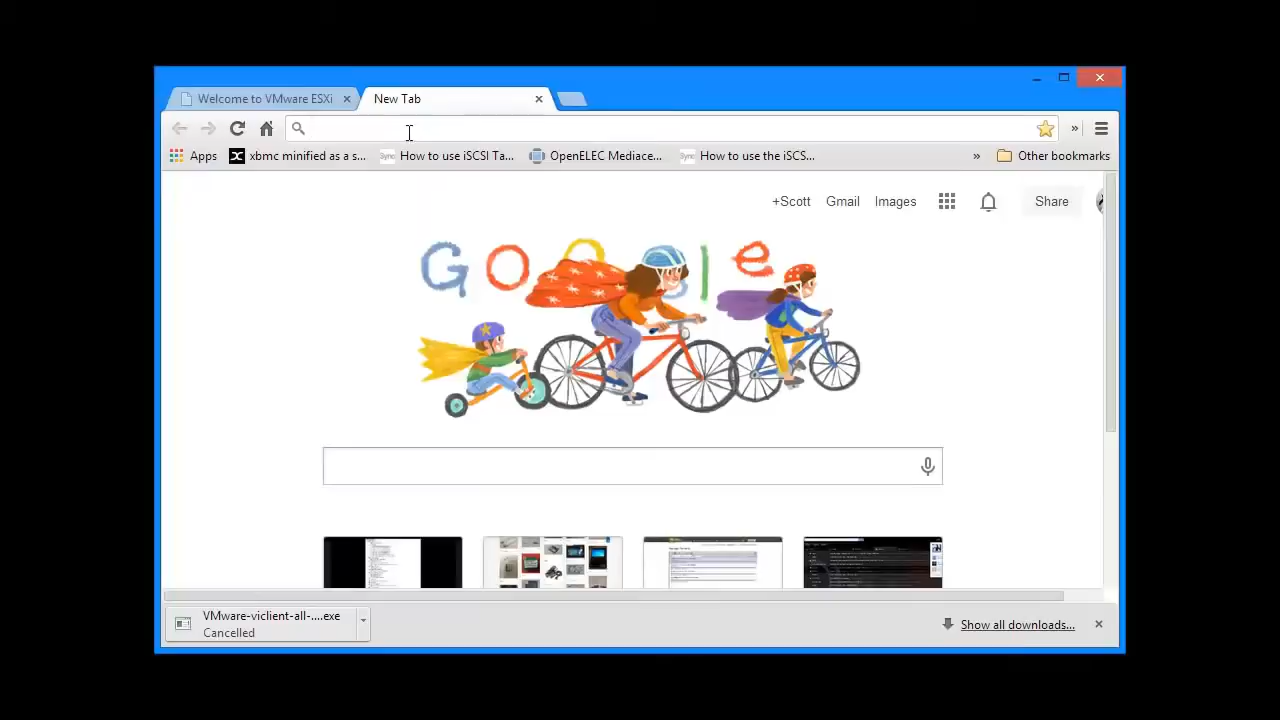 Welcome to VMware ESXi
New Tab
Apps
xbmc minified as a s...
How to use iSCSI Ta...
OpenELEC Mediace...
How to use the iSCS...
»
Other bookmarks
+Scott
Gmail
Images
Share
Google
VMware-viclient-all-....exe
Cancelled
Show all downloads...